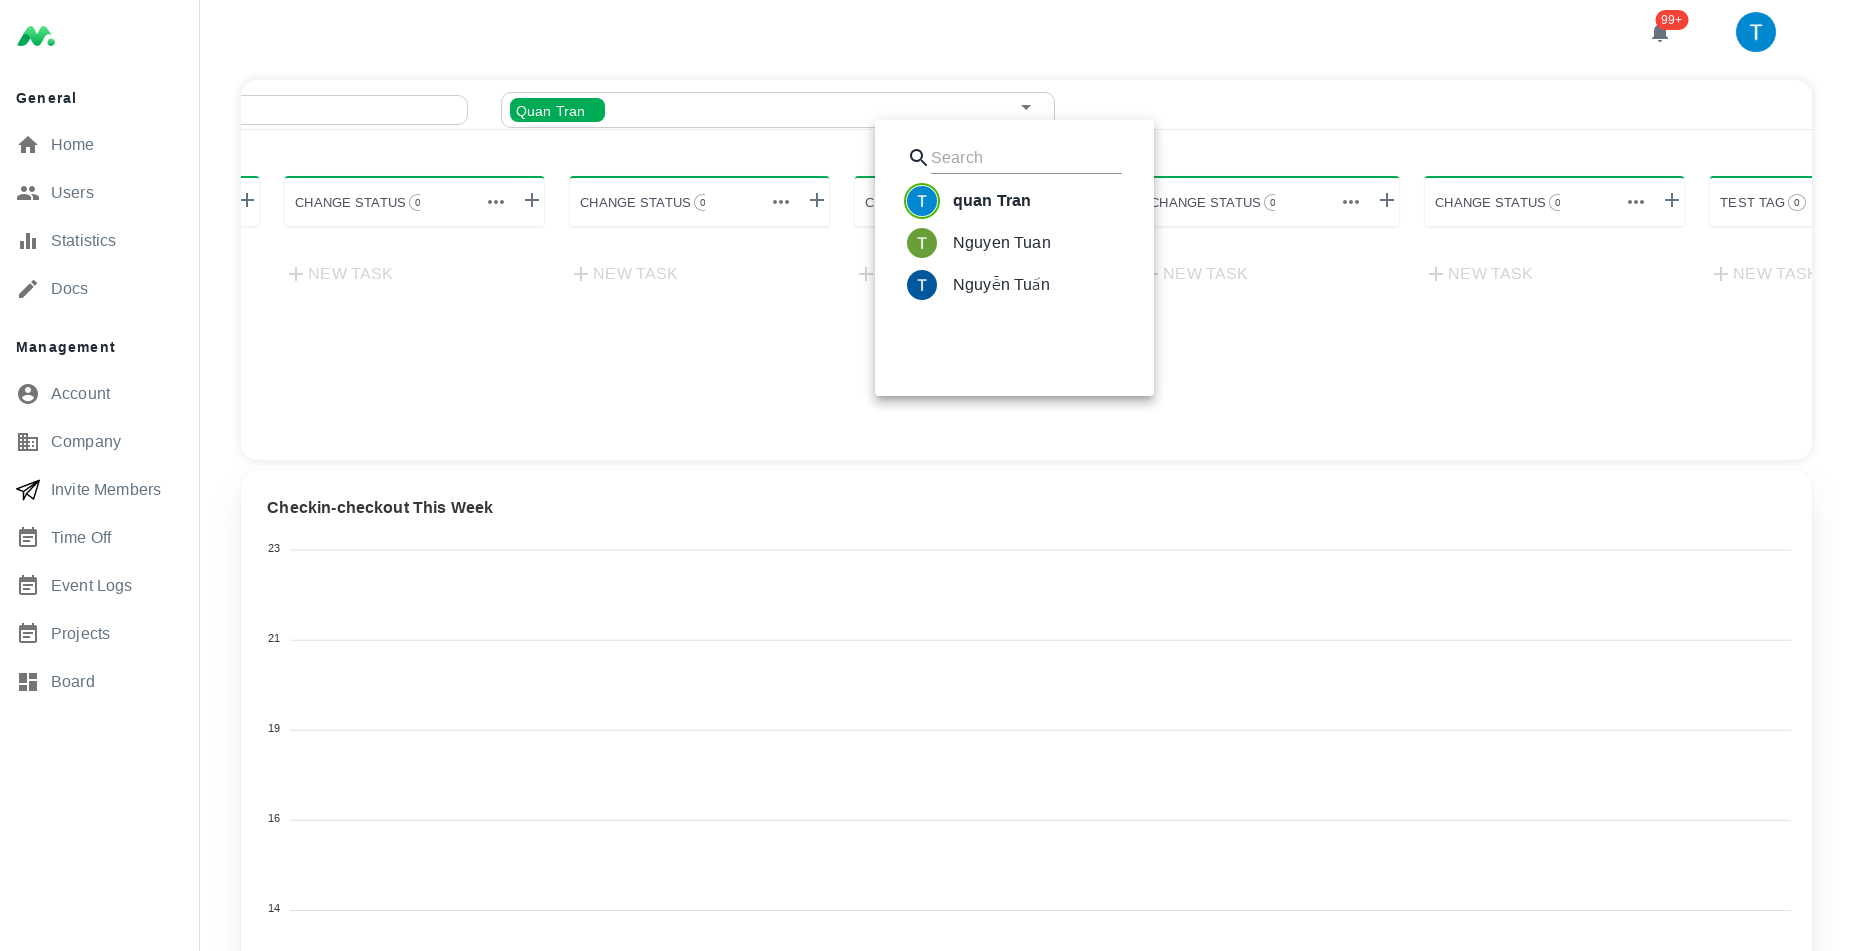 99+
T
General
Home
Users
Statistics
Docs
Management
Account
Company
Invite Members
Time Off
Event Logs
Projects
Board
Quan Tran
CHANGE STATUS 0
CHANGE STATUS 0
C
CHANGE STATUS 0
CHANGE STATUS 0
TEST TAG 0
NEW TASK
NEW TASK
NEW TASK
NEW TASK
NEW TASK
Search
T quan Tran
T Nguyen Tuan
T Nguyễn Tuấn
Checkin-checkout This Week
23
21
19
16
14